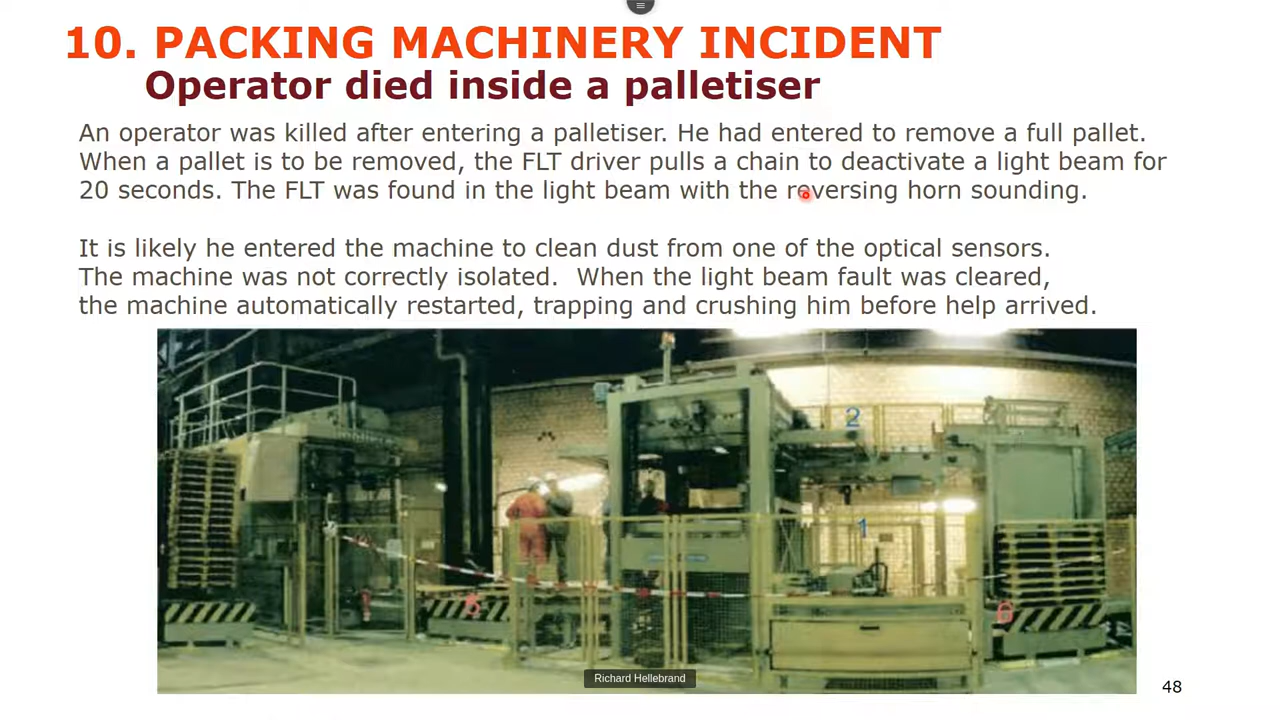 10. PACKING MACHINERY INCIDENT
Operator died inside a palletiser
An operator was killed after entering a palletiser. He had entered to remove a full pallet.
When a pallet is to be removed, the FLT driver pulls a chain to deactivate a light beam for
20 seconds. The FLT was found in the light beam with the reversing horn sounding.
It is likely he entered the machine to clean dust from one of the optical sensors.
The machine was not correctly isolated. When the light beam fault was cleared,
the machine automatically restarted, trapping and crushing him before help arrived.
2
1
5
6
Richard Hellebrand
48